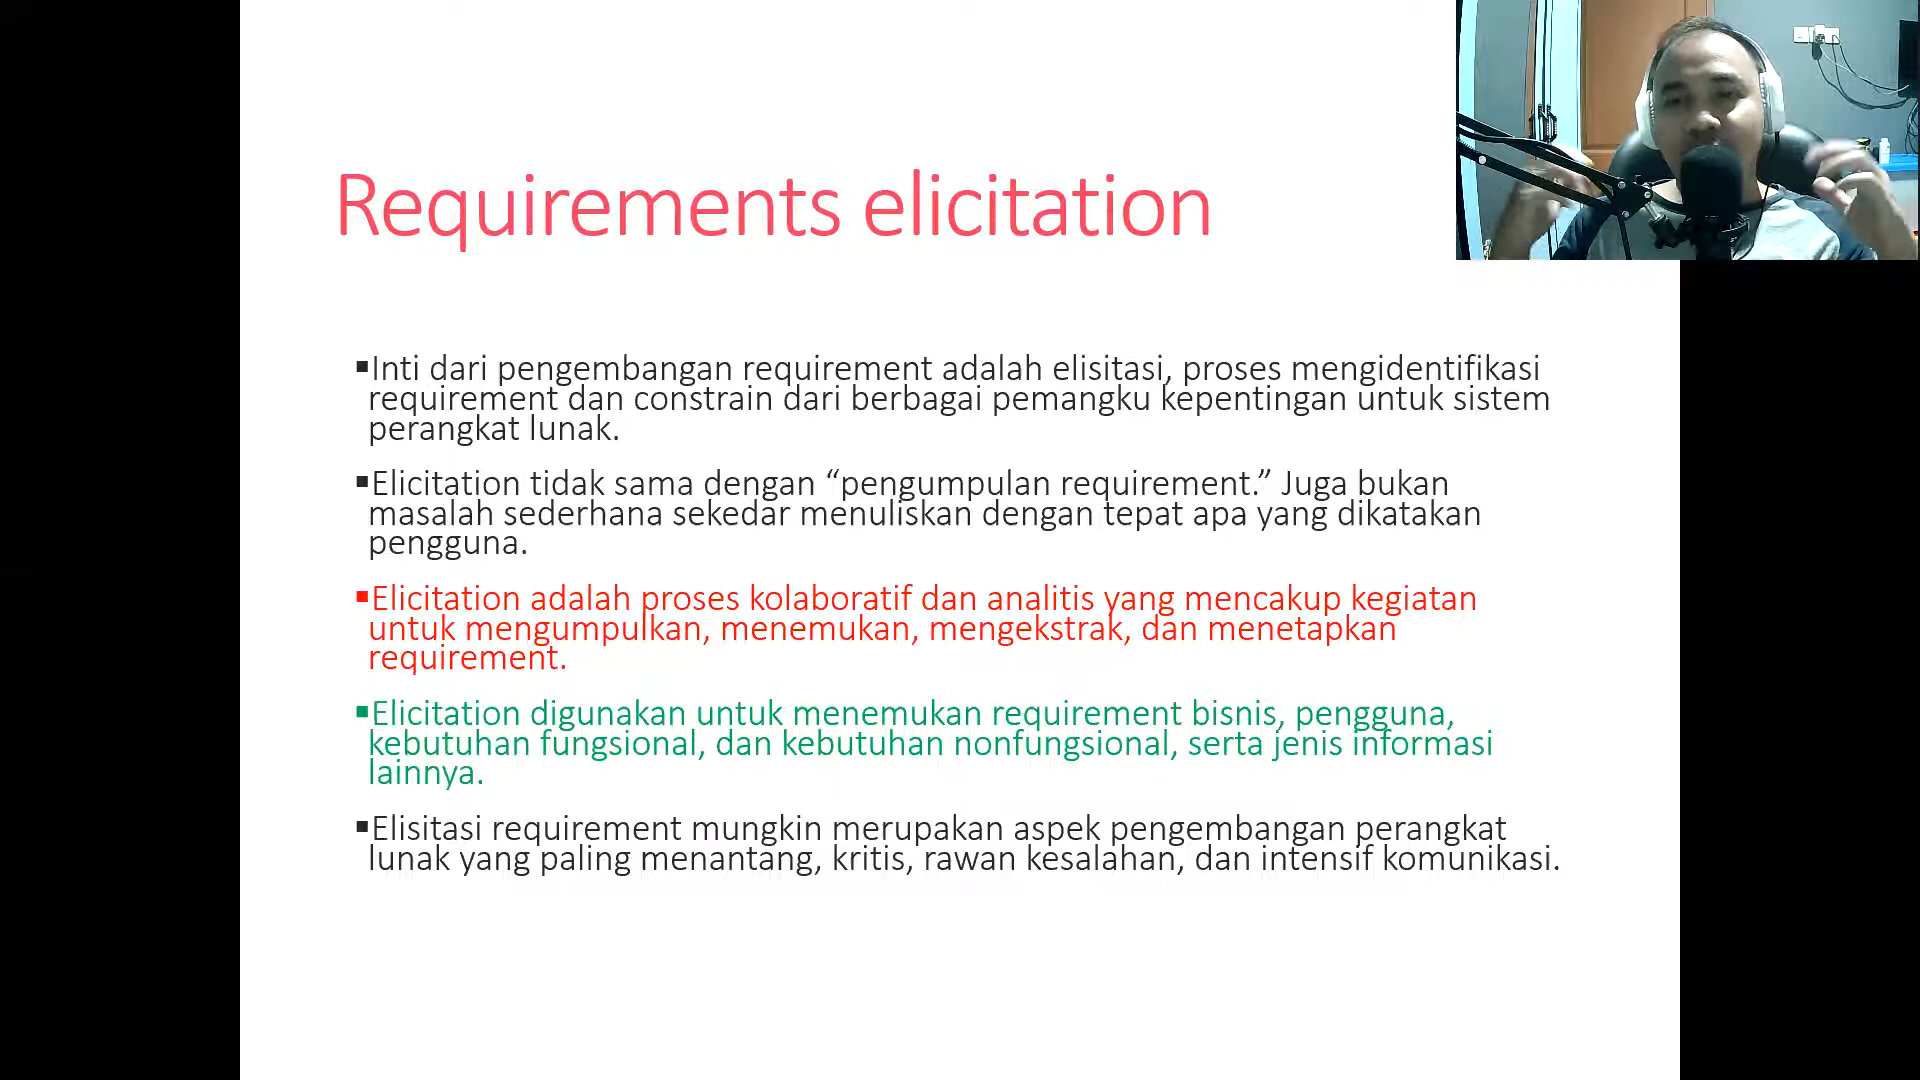 Requirements elicitation
▪Inti dari pengembangan requirement adalah elisitasi, proses mengidentifikasi
requirement dan constrain dari berbagai pemangku kepentingan untuk sistem
perangkat lunak.
▪Elicitation tidak sama dengan “pengumpulan requirement.” Juga bukan
masalah sederhana sekedar menuliskan dengan tepat apa yang dikatakan
pengguna.
▪Elicitation adalah proses kolaboratif dan analitis yang mencakup kegiatan
untuk mengumpulkan, menemukan, mengekstrak, dan menetapkan
requirement.
▪Elicitation digunakan untuk menemukan requirement bisnis, pengguna,
kebutuhan fungsional, dan kebutuhan nonfungsional, serta jenis informasi
lainnya.
▪Elisitasi requirement mungkin merupakan aspek pengembangan perangkat
lunak yang paling menantang, kritis, rawan kesalahan, dan intensif komunikasi.